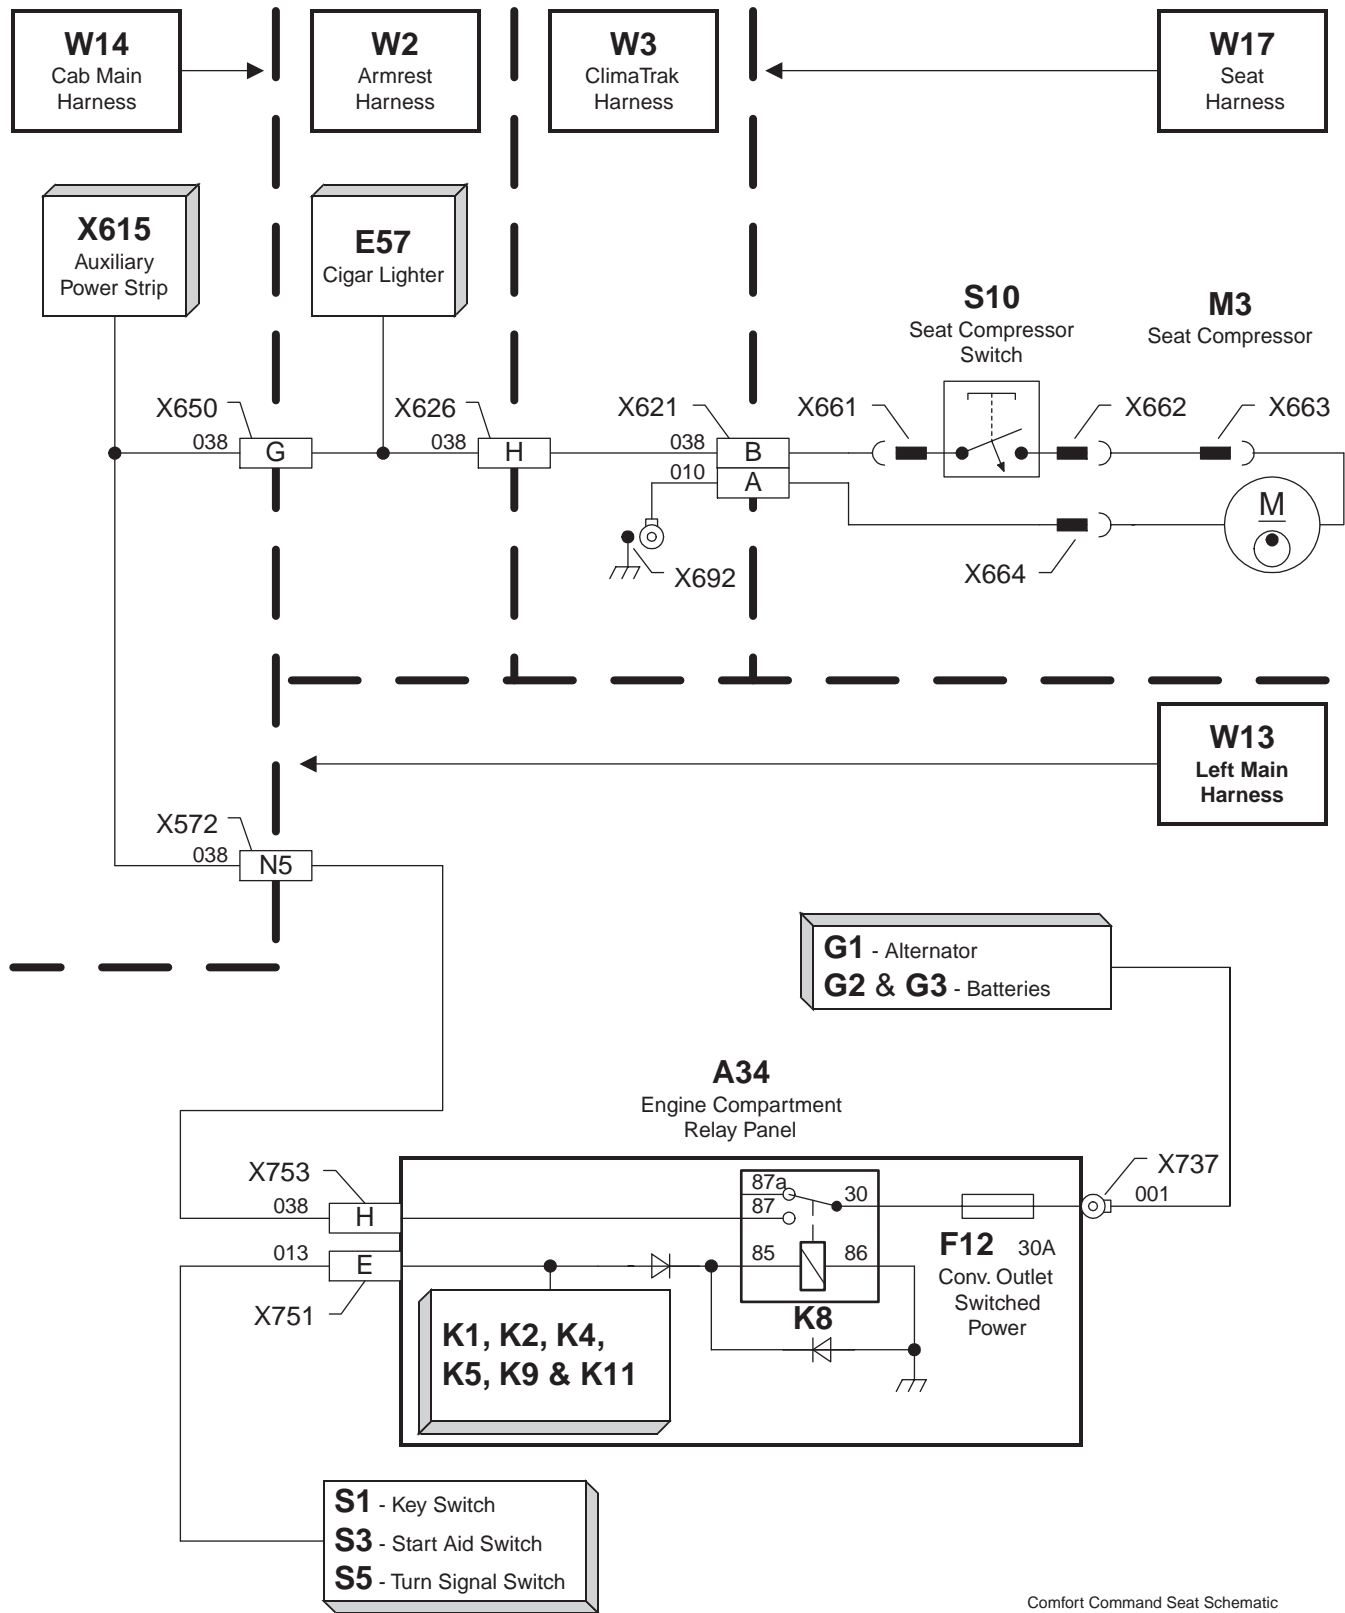 W14
Cab Main
Harness
W2
Armrest
Harness
W3
ClimaTrak
Harness
W17
Seat
Harness
X615
Auxiliary
Power Strip
E57
Cigar Lighter
S10
Seat Compressor
Switch
M3
Seat Compressor
X650
X626
X621
X661
X662
X663
038
G
038
H
038
B
010
A
M
X692
X664
W13
Left Main
Harness
X572
038
N5
G1 - Alternator
G2 & G3 - Batteries
A34
Engine Compartment
Relay Panel
X753
038
H
87a
87
30
X737
001
013
E
X751
85
86
F12 30A
Conv. Outlet
Switched
Power
K8
K1, K2, K4,
K5, K9 & K11
S1 - Key Switch
S3 - Start Aid Switch
S5 - Turn Signal Switch
Comfort Command Seat Schematic